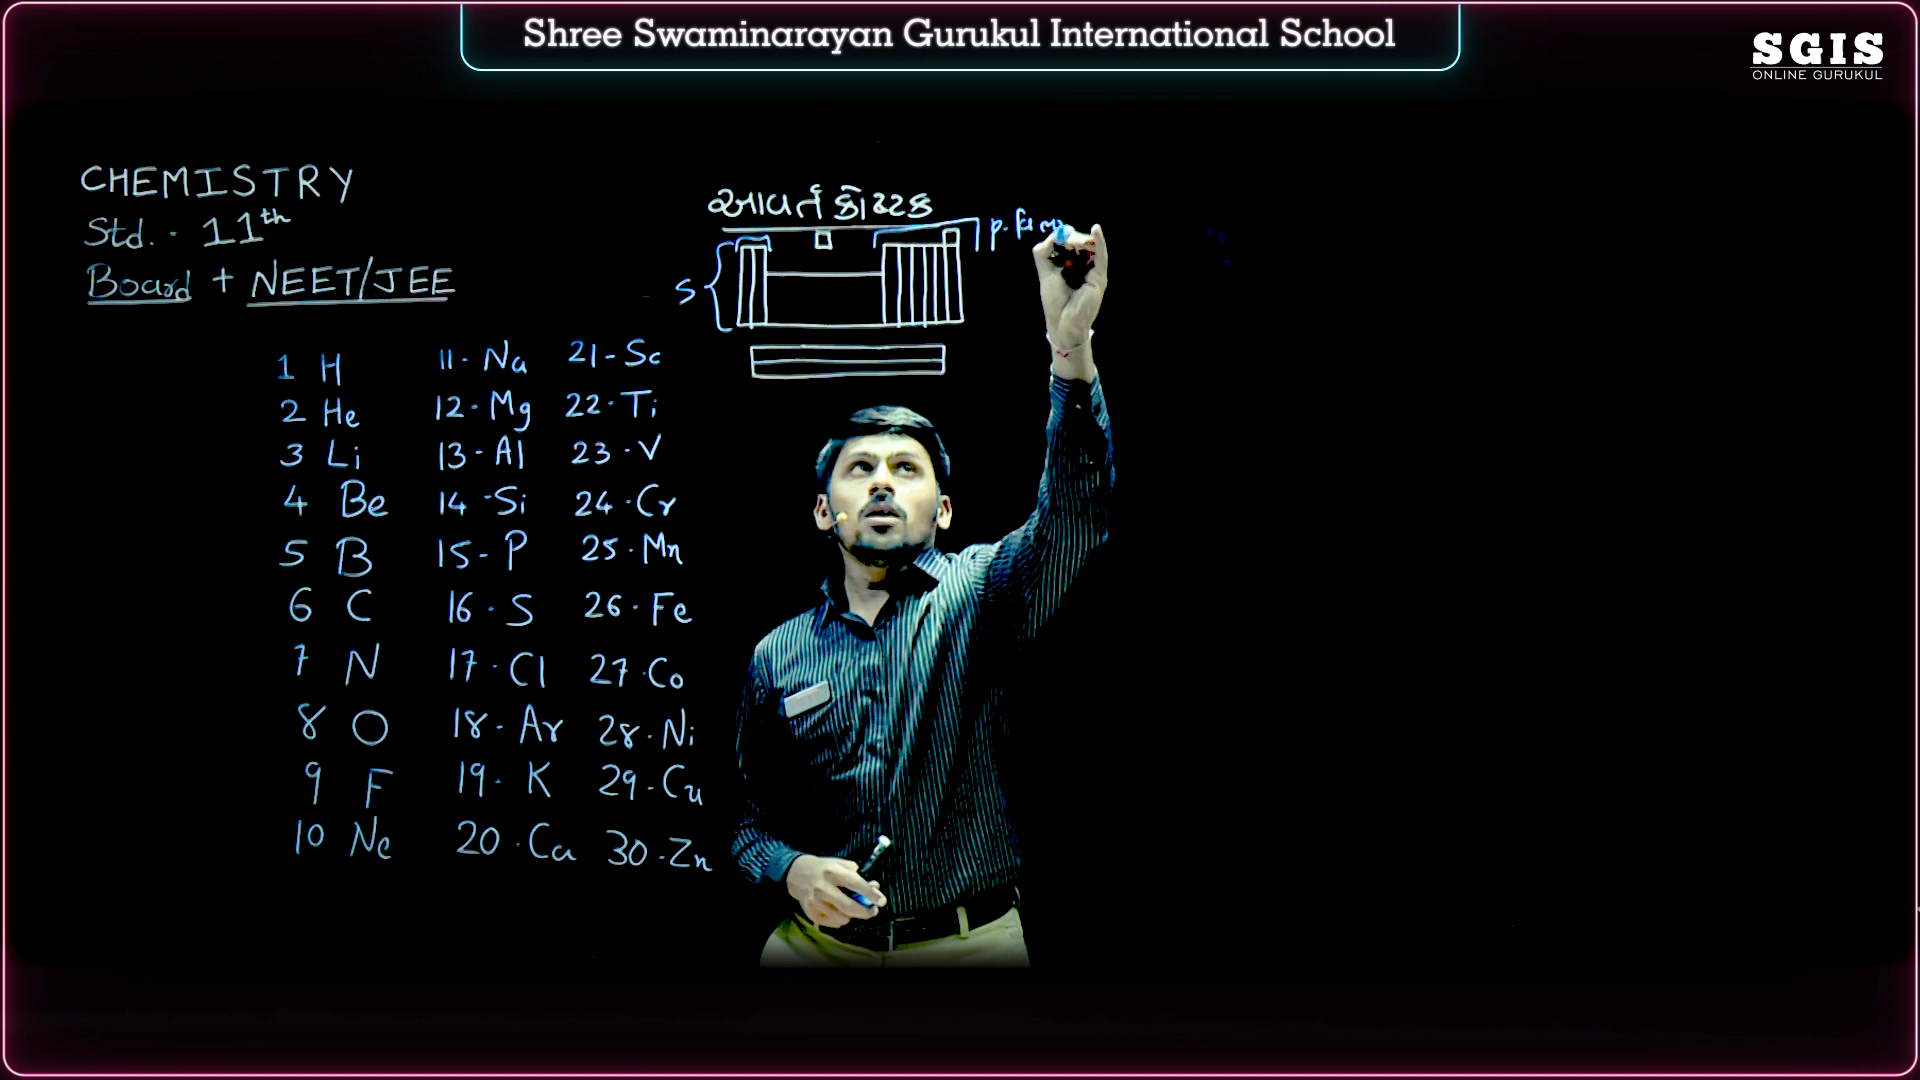 Shree Swaminarayan Gurukul International School
SGIS
ONLINE GURUKUL
CHEMISTRY
Std. - 11th
Board + NEET/JEE
આવર્ત કોષ્ટક
S
P-વિભા
1 H
2 He
3 Li
4 Be
5 B
6 C
7 N
8 O
9 F
10 Ne
11- Na
12- Mg
13- Al
14 -Si
15- P
16 - S
17 - Cl
18- Ar
19- K
20 - Ca
21- Sc
22- Ti
23 - V
24 - Cr
25 - Mn
26- Fe
27 - Co
28 - Ni
29- Cu
30 - Zn